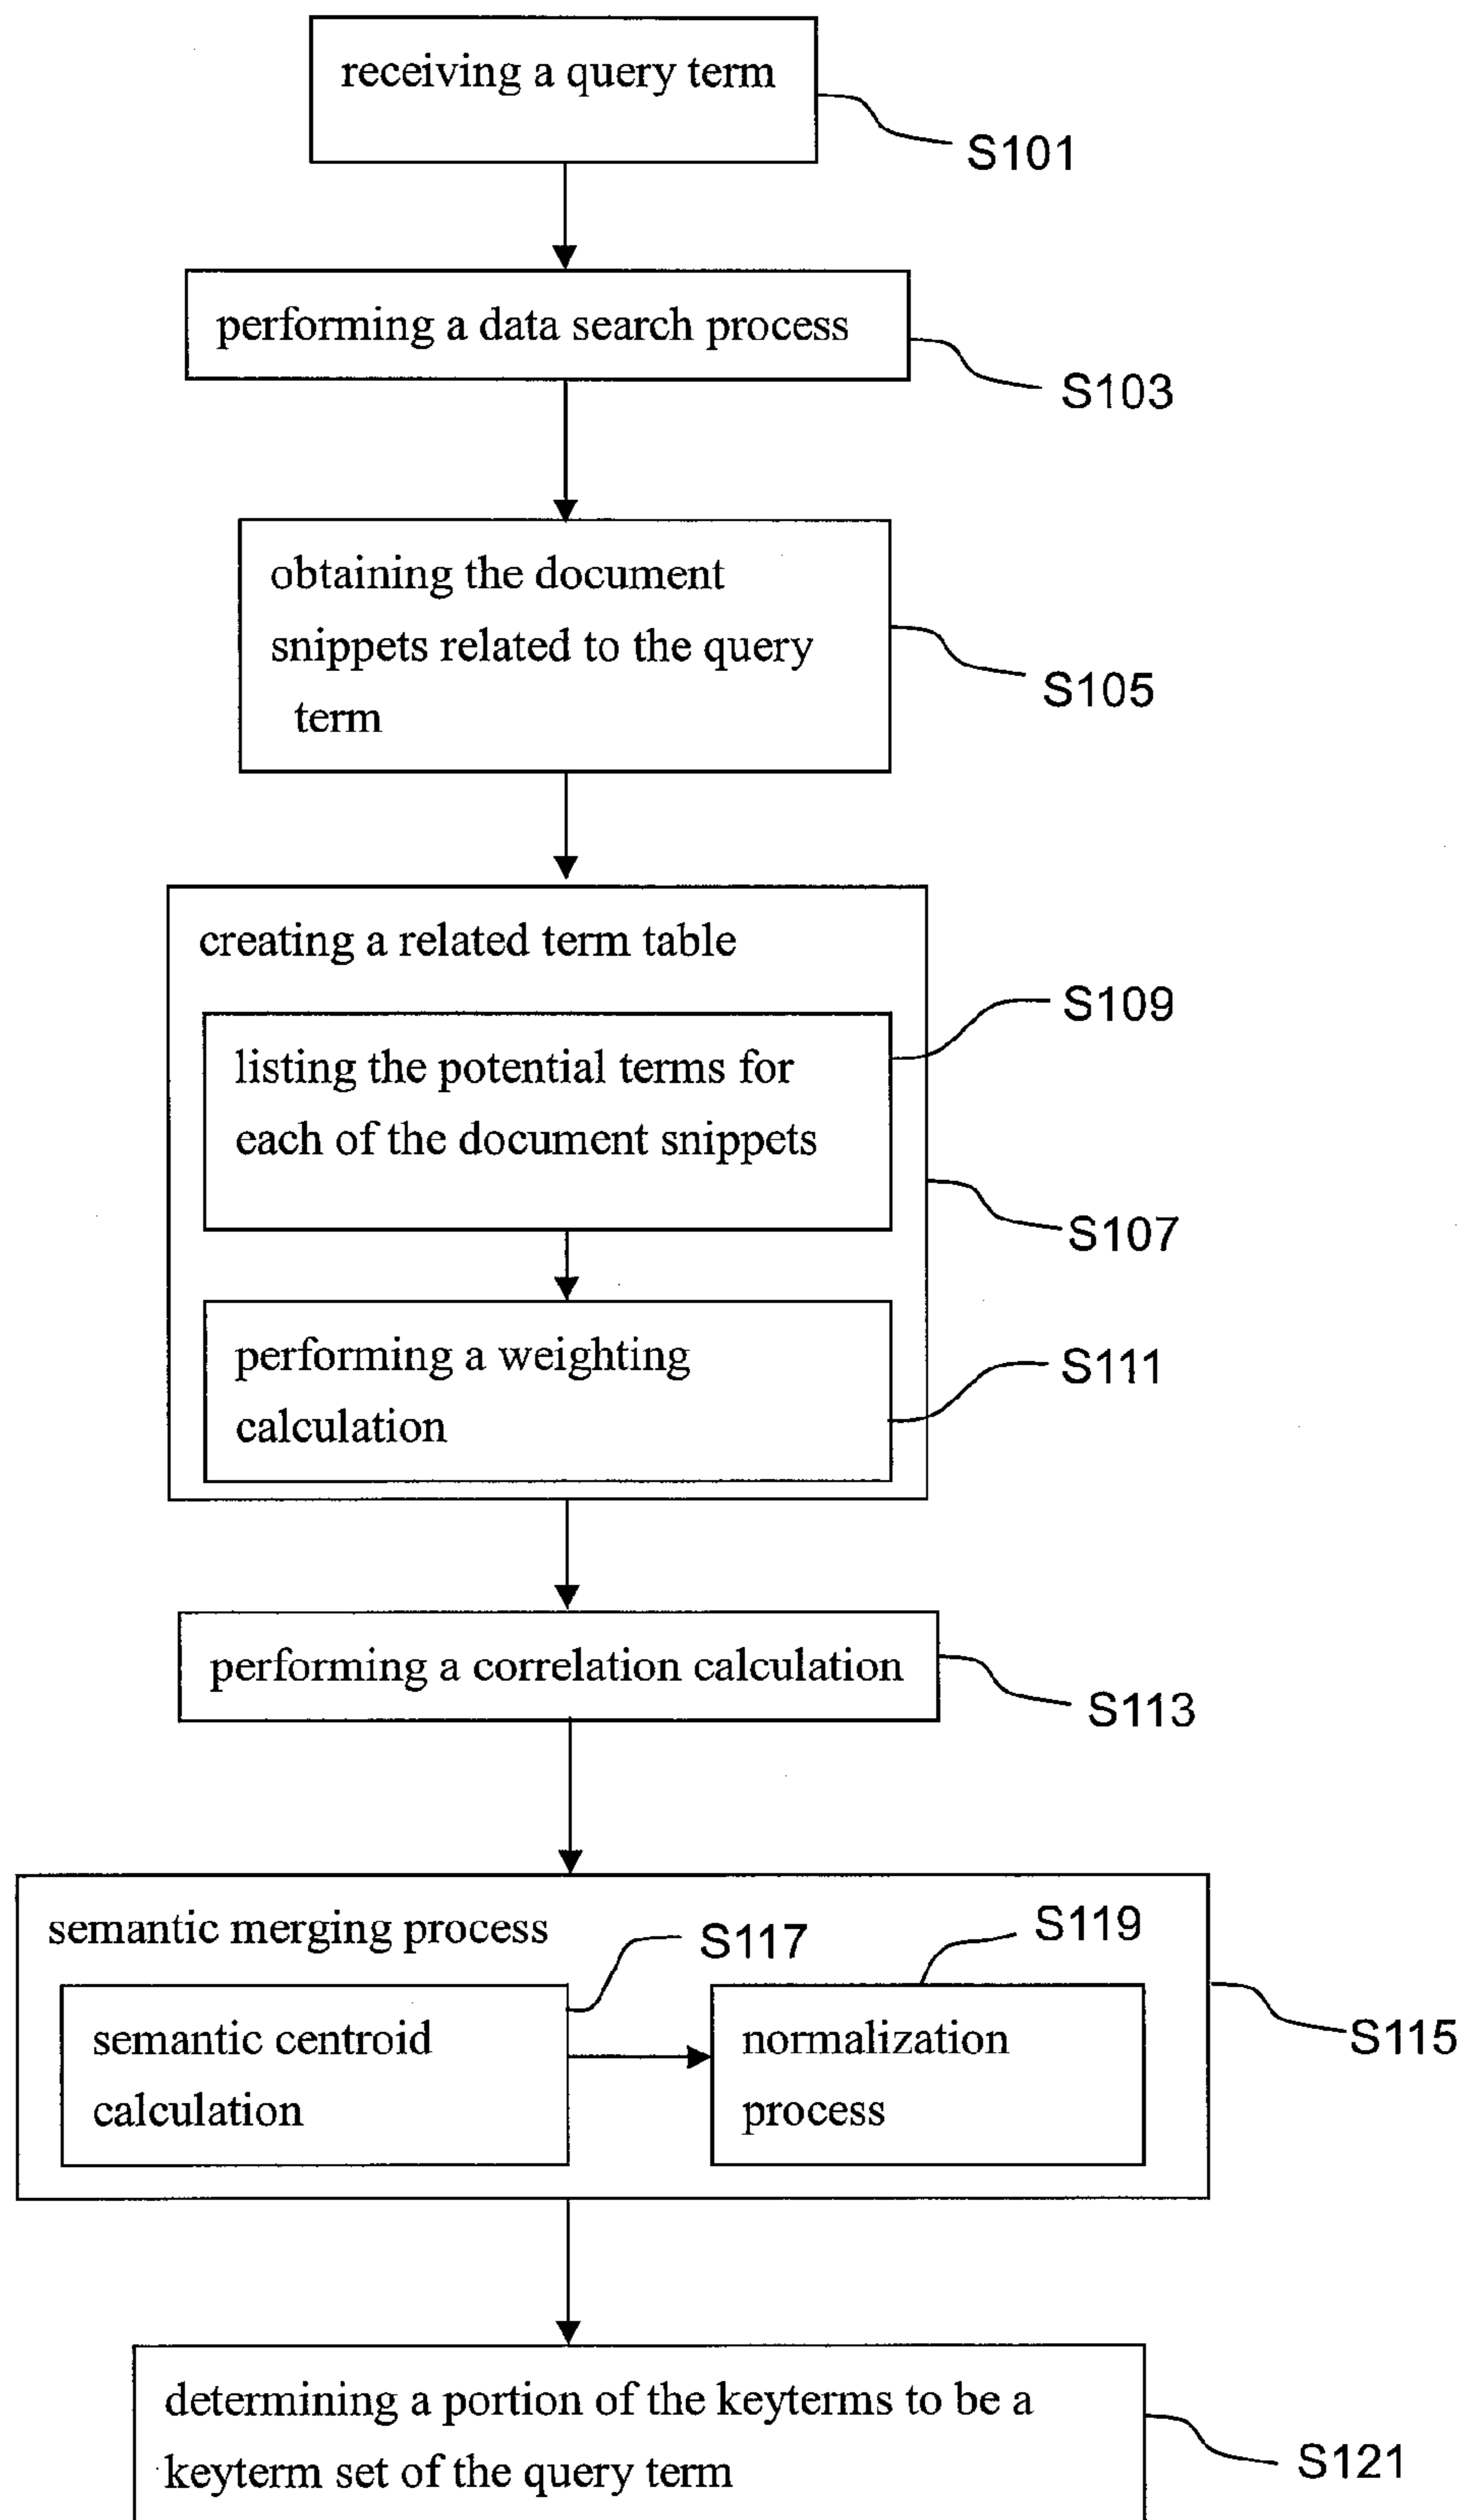 receiving a query term
S101
performing a data search process
S103
obtaining the document
snippets related to the query
term
S105
creating a related term table
S109
listing the potential terms for
each of the document snippets
S107
performing a weighting
S111
calculation
performing a correlation calculation
S113
semantic merging process
S117
S119
semantic centroid
calculation
normalization
process
S115
determining a portion of the keyterms to be a
keyterm set of the query term
S121